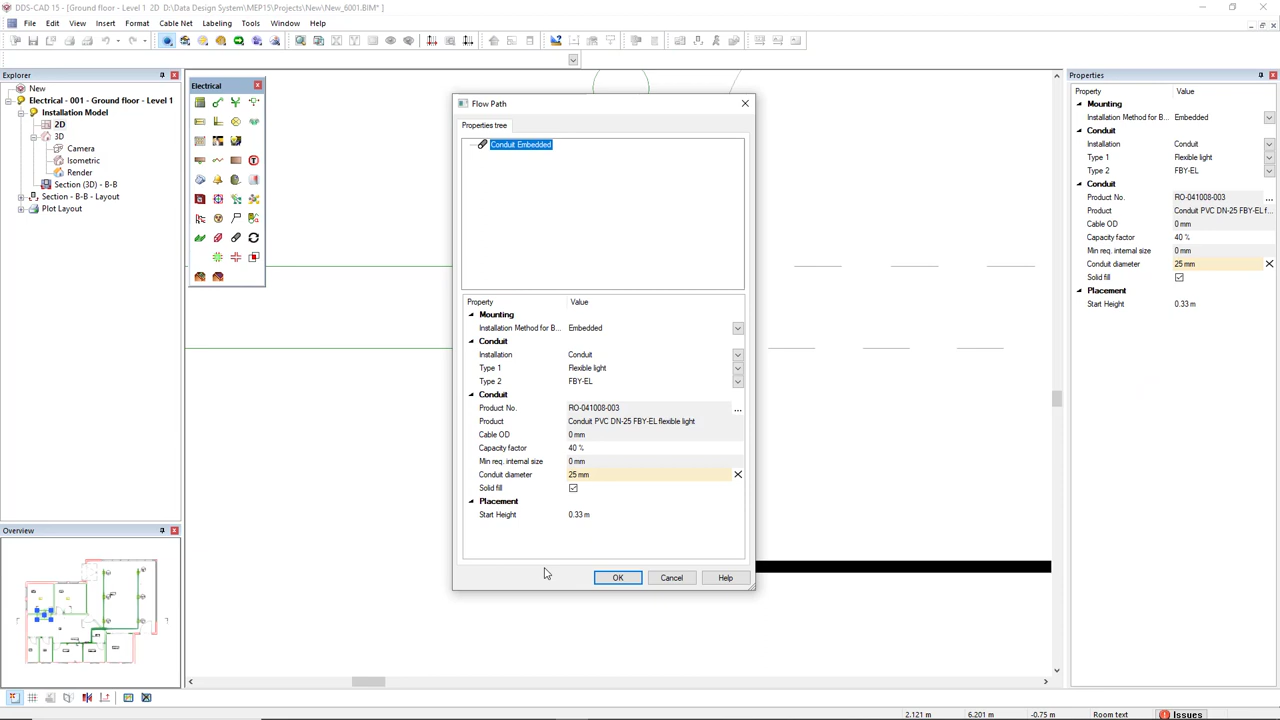 DDS-CAD 15 - [Ground floor - Level 1  2D  D:\Data Design System\MEP15\Projects\New\New_6001.BIM* ]
File Edit View Insert Format Cable Net Labeling Tools Window Help
Explorer
New
Electrical - 001 - Ground floor - Level 1
Installation Model
2D
3D
Camera
Isometric
Render
Section (3D) - B-B
Section - B-B - Layout
Plot Layout
Overview
Electrical
Flow Path
Properties tree
Conduit Embedded
Property Value
Mounting
Installation Method for B... Embedded
Conduit
Installation Conduit
Type 1 Flexible light
Type 2 FBY-EL
Conduit
Product No. RO-041008-003 ...
Product Conduit PVC DN-25 FBY-EL flexible light
Cable OD 0 mm
Capacity factor 40 %
Min req. internal size 0 mm
Conduit diameter 25 mm
Solid fill
Placement
Start Height 0.33 m
OK Cancel Help
Properties
Property Value
Mounting
Installation Method for B... Embedded
Conduit
Installation Conduit
Type 1 Flexible light
Type 2 FBY-EL
Conduit
Product No. RO-041008-003 ...
Product Conduit PVC DN-25 FBY-EL f...
Cable OD 0 mm
Capacity factor 40 %
Min req. internal size 0 mm
Conduit diameter 25 mm
Solid fill
Placement
Start Height 0.33 m
2.121 m 6.201 m -0.75 m Room text Issues